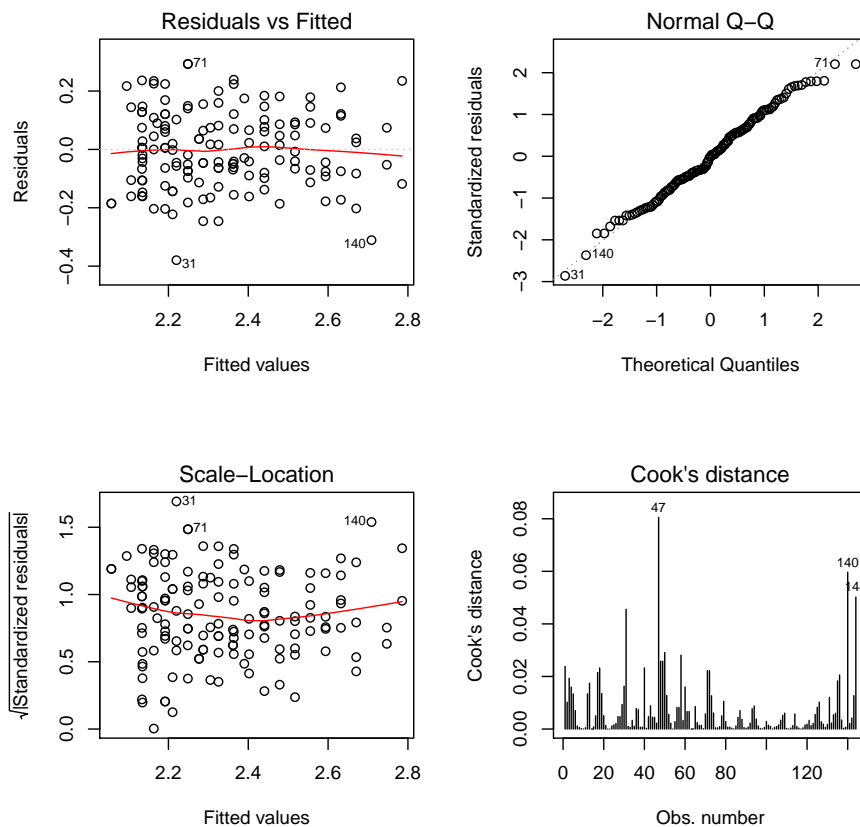 Residuals vs Fitted
Residuals
0.2
0.0
−0.2
−0.4
71
140
31
2.2 2.4 2.6 2.8
Fitted values
Normal Q−Q
Standardized residuals
2
1
0
−1
−2
−3
71
140
31
−2 −1 0 1 2
Theoretical Quantiles
Scale−Location
√|Standardized residuals|
1.5
1.0
0.5
0.0
31
71
140
2.2 2.4 2.6 2.8
Fitted values
Cook's distance
Cook's distance
0.08
0.06
0.04
0.02
0.00
47
140
0 20 40 60 80 120
Obs. number